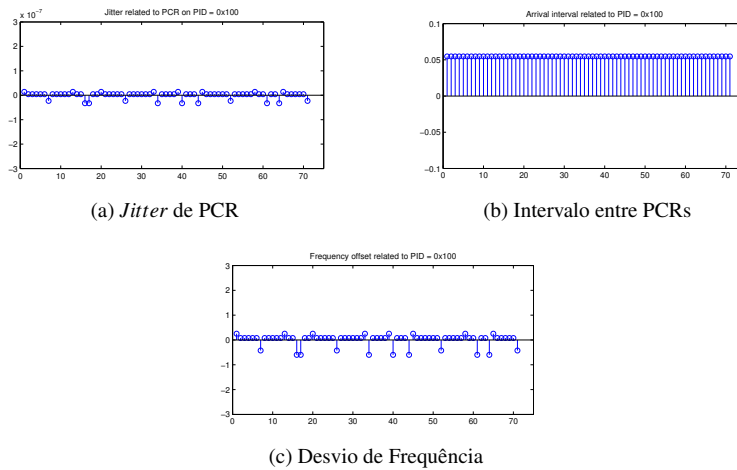 Jitter related to PCR on PID = 0x100
x 10⁻⁷
3
2
1
0
−1
−2
−3
0 10 20 30 40 50 60 70
(a) Jitter de PCR
Arrival interval related to PID = 0x100
0.1
0.05
0
−0.05
−0.1
0 10 20 30 40 50 60 70
(b) Intervalo entre PCRs
Frequency offset related to PID = 0x100
3
2
1
0
−1
−2
−3
0 10 20 30 40 50 60 70
(c) Desvio de Frequência